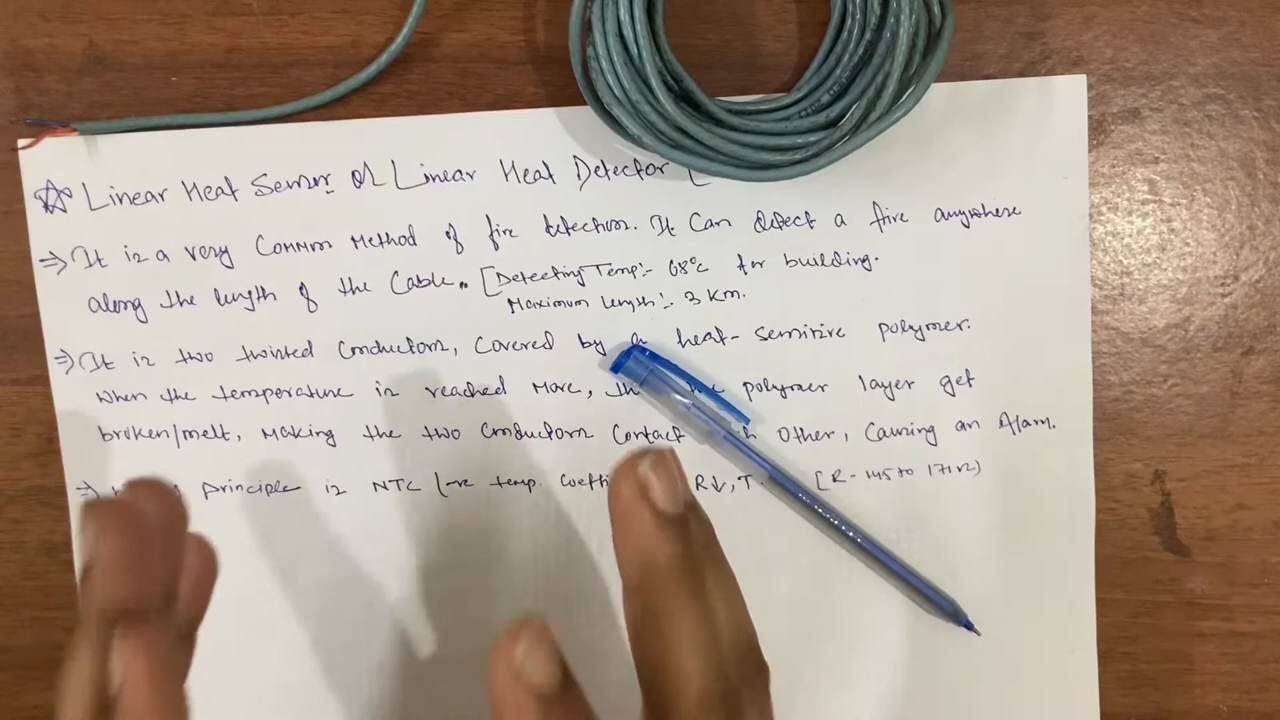 Linear Heat Sensor Or Linear Heat Detector [
⇒ It is a very Common Method of fire detection. It Can detect a fire anywhere
along the length of the Cable. [Detecting Temp:- 68°c for building.
Maximum length:- 3 Km.
⇒ It is two twisted Conductors, Covered by a heat-sensitive polymer.
When the temperature is reached More, the polymer layer get
broken/melt, Making the two Conductors Contact Other, Causing an Alarm.
⇒ principle is NTC (-ve temp. Coeffi R↓, T